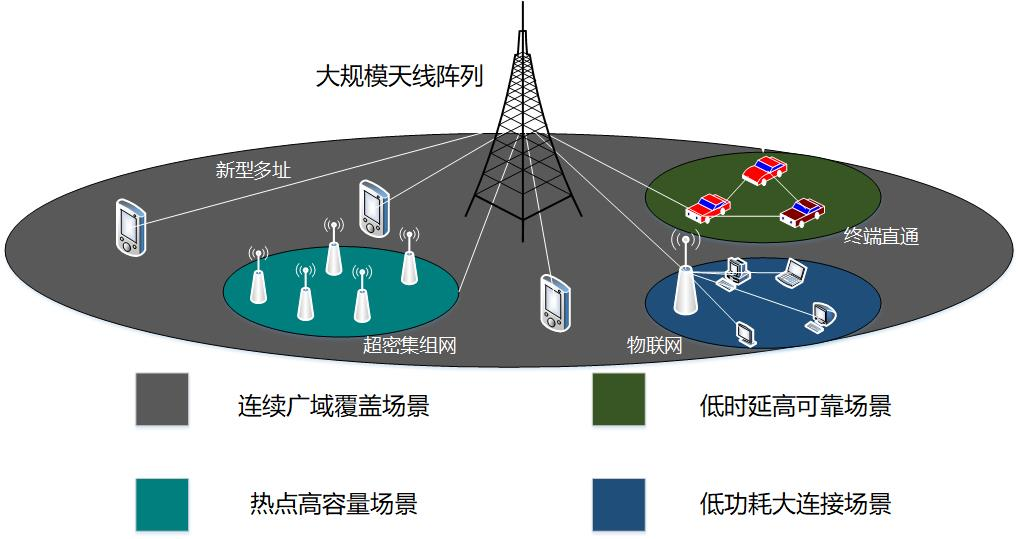 大规模天线阵列
新型多址
终端直通
超密集组网
物联网
连续广域覆盖场景
低时延高可靠场景
热点高容量场景
低功耗大连接场景